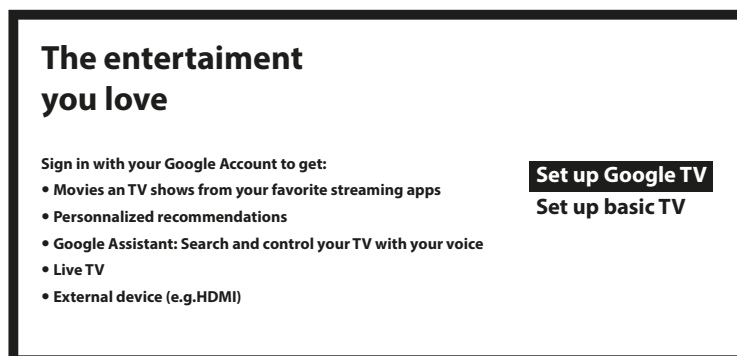 The entertaiment
you love
Sign in with your Google Account to get:
• Movies an TV shows from your favorite streaming apps
• Personnalized recommendations
• Google Assistant: Search and control your TV with your voice
• Live TV
• External device (e.g.HDMI)
Set up Google TV
Set up basic TV